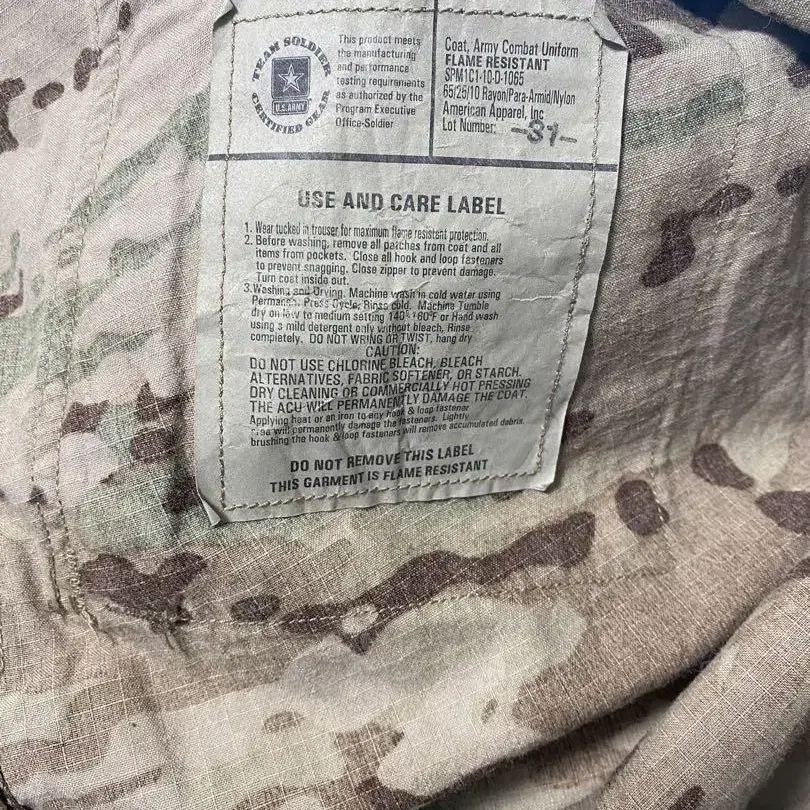 TEAM SOLDIER
U.S. ARMY
CERTIFIED GEAR
This product meets
the manufacturing
and performance
testing requirements
as authorized by the
Program Executive
Office-Soldier
Coat, Army Combat Uniform
FLAME RESISTANT
SPM1C1-10-D-1065
65/25/10 Rayon/Para-Armid/Nylon
American Apparel, Inc
Lot Number: -31-
USE AND CARE LABEL
1. Wear tucked in trouser for maximum flame resistant protection.
2. Before washing, remove all patches from coat and all
items from pockets. Close all hook and loop fasteners
to prevent snagging. Close zipper to prevent damage.
Turn coat inside out.
3.Washing and Drying. Machine wash in cold water using
Permanent Press Cycle, Rinse cold. Machine Tumble
dry on low to medium setting 140°-160°F or Hand wash
using a mild detergent only without bleach, Rinse
completely. DO NOT WRING OR TWIST, hang dry
CAUTION:
DO NOT USE CHLORINE BLEACH, BLEACH
ALTERNATIVES, FABRIC SOFTENER, OR STARCH.
DRY CLEANING OR COMMERCIALLY HOT PRESSING
THE ACU WILL PERMANENTLY DAMAGE THE COAT.
Applying heat or an iron to any hook & loop fastener
will permanently damage the fasteners. Lightly
brushing the hook & loop fasteners will remove accumulated debris.
DO NOT REMOVE THIS LABEL
THIS GARMENT IS FLAME RESISTANT